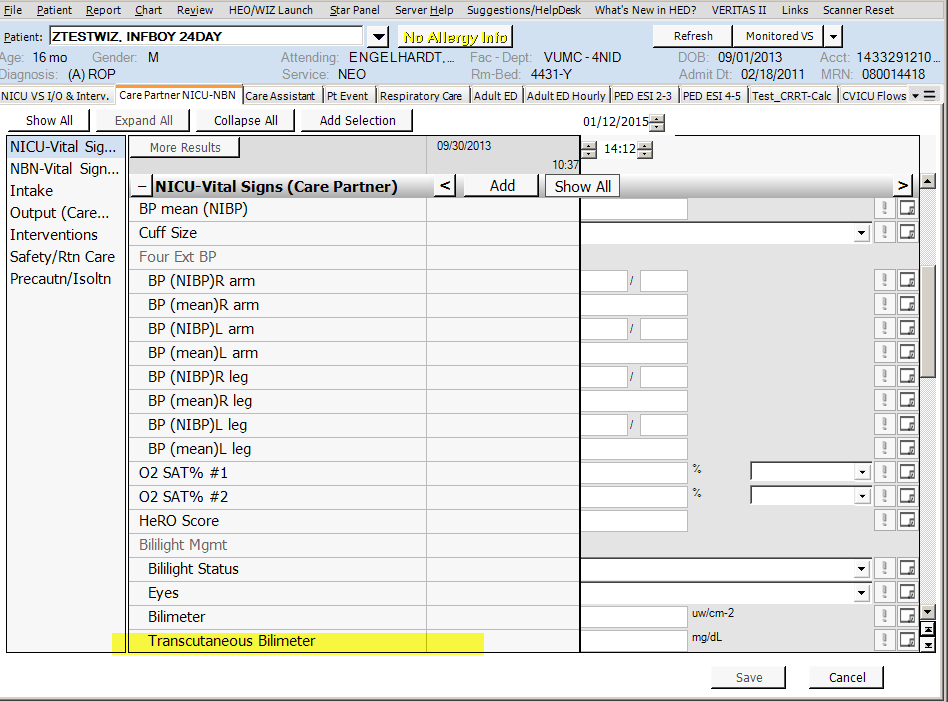 File Patient Report Chart Review HEO/WIZ Launch Star Panel Server Help Suggestions/HelpDesk What's New in HED? VERITAS II Links Scanner Reset
Patient: ZTESTWIZ, INFBOY 24DAY No Allergy Info Refresh Monitored VS
Age: 16 mo Gender: M Attending: ENGELHARDT,... Fac - Dept: VUMC - 4NID DOB: 09/01/2013 Acct: 1433291210...
Diagnosis: (A) ROP Service: NEO Rm-Bed: 4431-Y Admit Dt: 02/18/2011 MRN: 080014418
NICU VS I/O & Interv. Care Partner NICU-NBN Care Assistant Pt Event Respiratory Care Adult ED Adult ED Hourly PED ESI 2-3 PED ESI 4-5 Test_CRRT-Calc CVICU Flows
Show All Expand All Collapse All Add Selection 01/12/2015
NICU-Vital Sig...
NBN-Vital Sign...
Intake
Output (Care...
Interventions
Safety/Rtn Care
Precautn/Isoltn
More Results 09/30/2013 14:12
10:37
− NICU-Vital Signs (Care Partner) < Add Show All >
BP mean (NIBP)
Cuff Size
Four Ext BP
BP (NIBP)R arm /
BP (mean)R arm
BP (NIBP)L arm /
BP (mean)L arm
BP (NIBP)R leg /
BP (mean)R leg
BP (NIBP)L leg /
BP (mean)L leg
O2 SAT% #1 %
O2 SAT% #2 %
HeRO Score
Bililight Mgmt
Bililight Status
Eyes
Bilimeter uw/cm-2
Transcutaneous Bilimeter mg/dL
Save Cancel